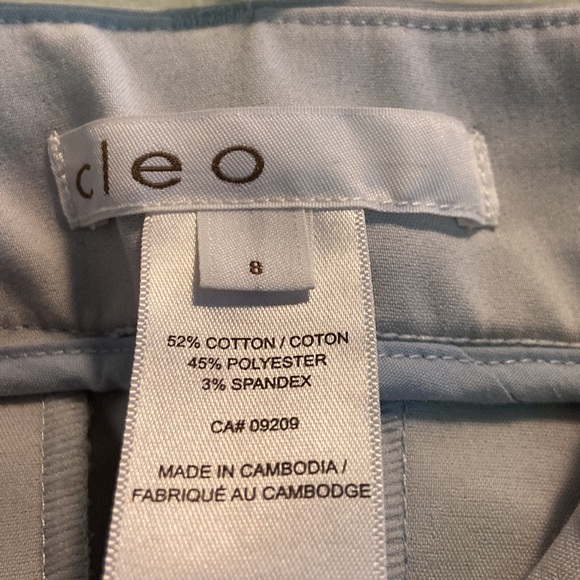 cleo
8
52% COTTON / COTON
45% POLYESTER
3% SPANDEX
CA# 09209
MADE IN CAMBODIA /
FABRIQUÉ AU CAMBODGE